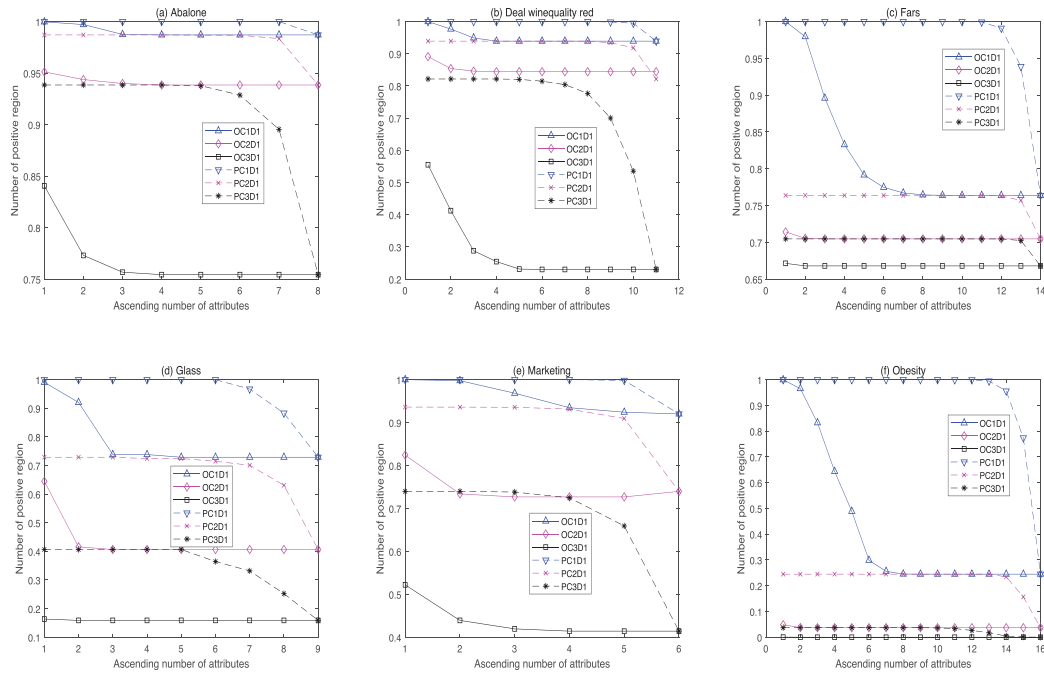 (a) Abalone
Number of positive region
1
0.95
0.9
0.85
0.8
0.75
1 2 3 4 5 6 7 8
Ascending number of attributes
OC1D1
OC2D1
OC3D1
PC1D1
PC2D1
PC3D1
(b) Deal winequality red
Number of positive region
1
0.9
0.8
0.7
0.6
0.5
0.4
0.3
0.2
0 2 4 6 8 10 12
Ascending number of attributes
OC1D1
OC2D1
OC3D1
PC1D1
PC2D1
PC3D1
(c) Fars
Number of positive region
1
0.95
0.9
0.85
0.8
0.75
0.7
0.65
0 2 4 6 8 10 12 14
Ascending number of attributes
OC1D1
OC2D1
OC3D1
PC1D1
PC2D1
PC3D1
(d) Glass
Number of positive region
1
0.9
0.8
0.7
0.6
0.5
0.4
0.3
0.2
0.1
1 2 3 4 5 6 7 8 9
Ascending number of attributes
OC1D1
OC2D1
OC3D1
PC1D1
PC2D1
PC3D1
(e) Marketing
Number of positive region
1
0.9
0.8
0.7
0.6
0.5
0.4
1 2 3 4 5 6
Ascending number of attributes
OC1D1
OC2D1
OC3D1
PC1D1
PC2D1
PC3D1
(f) Obesity
Number of positive region
1
0.9
0.8
0.7
0.6
0.5
0.4
0.3
0.2
0.1
0
0 2 4 6 8 10 12 14 16
Ascending number of attributes
OC1D1
OC2D1
OC3D1
PC1D1
PC2D1
PC3D1